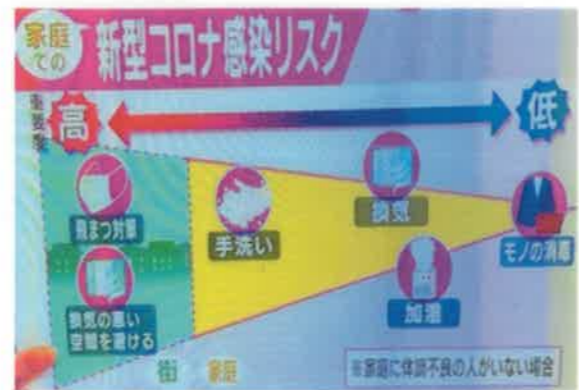 家庭
での
新型コロナ感染リスク
重要度
高
低
飛まつ対策
手洗い
換気
モノの消毒
換気の悪い
空間を避ける
加湿
街 家庭
※家庭に体調不良の人がいない場合